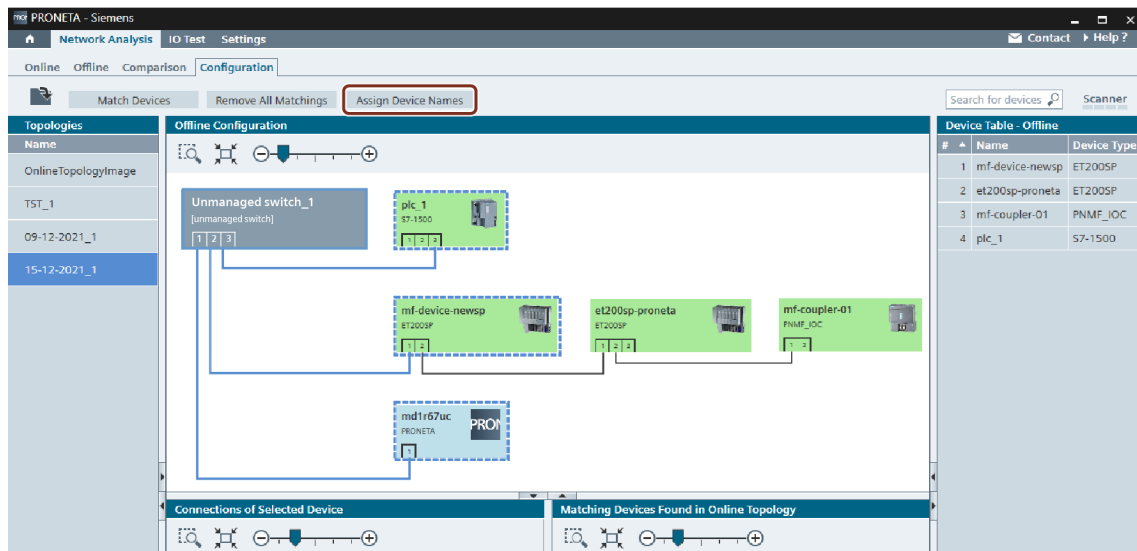 PRONETA - Siemens
Network Analysis IO Test Settings Contact Help ?
Online Offline Comparison Configuration
Match Devices Remove All Matchings Assign Device Names Search for devices Scanner
Topologies
Name
OnlineTopologyImage
TST_1
09-12-2021_1
15-12-2021_1
Offline Configuration
Unmanaged switch_1
[unmanaged switch]
1 2 3
plc_1
S7-1500
1 2 3
mf-device-newsp
ET200SP
1 2
et200sp-proneta
ET200SP
1 2 3
mf-coupler-01
PNMF_IOC
1 2
md1r67uc
PRONETA
1
Connections of Selected Device
Matching Devices Found in Online Topology
Device Table - Offline
# Name Device Type
1 mf-device-newsp ET200SP
2 et200sp-proneta ET200SP
3 mf-coupler-01 PNMF_IOC
4 plc_1 S7-1500